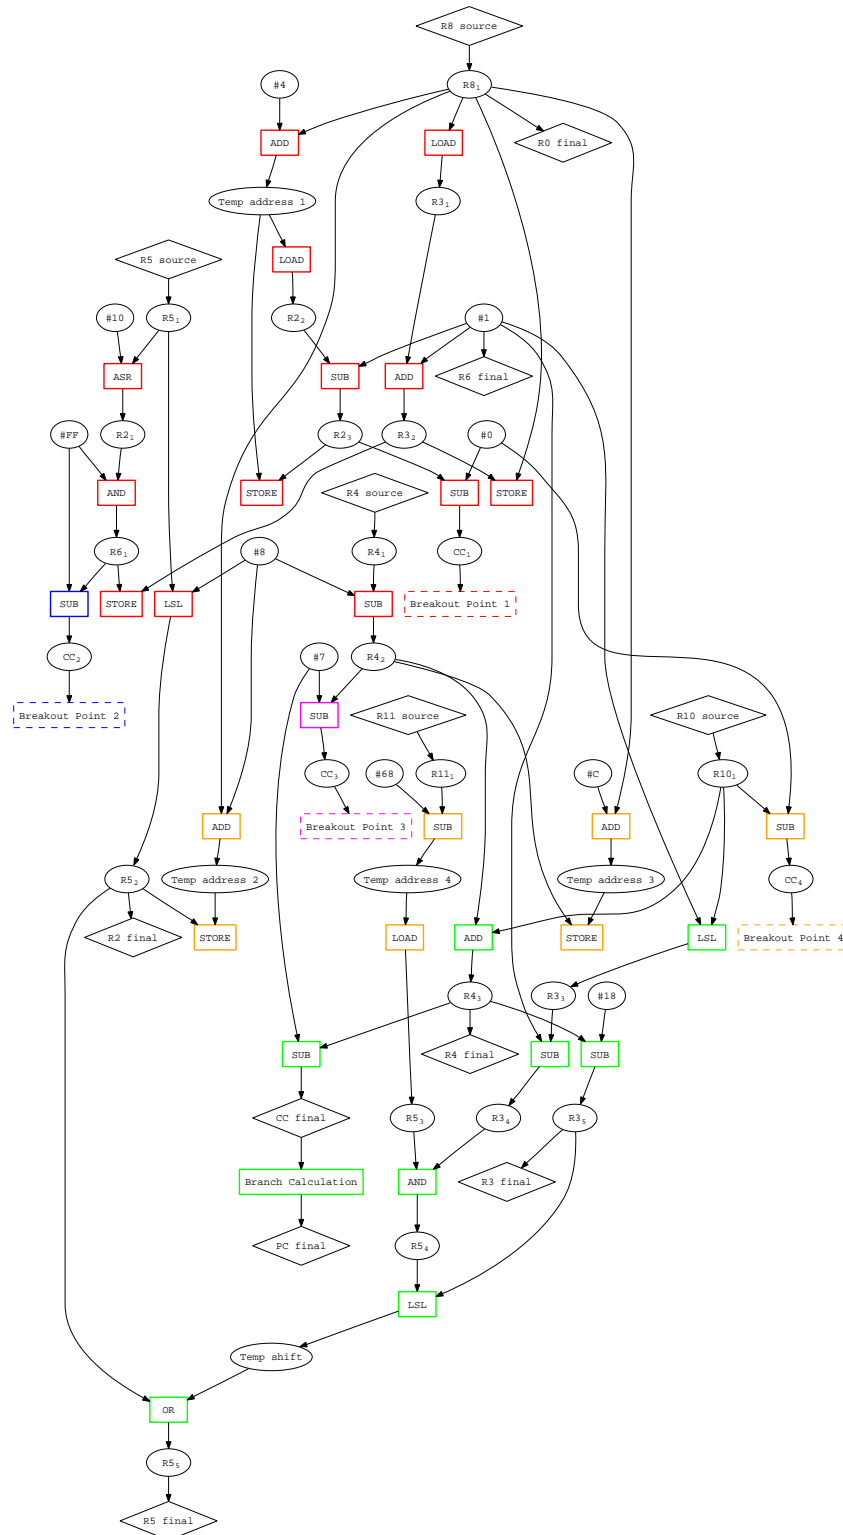 R8 source
#4
R8₁
ADD
LOAD
R0 final
Temp address 1
R3₁
R5 source
LOAD
#10
R5₁
R2₂
#1
ASR
SUB
ADD
R6 final
#FF
R2₁
R2₃
R3₂
#0
AND
STORE
R4 source
SUB
STORE
R6₁
#8
R4₁
CC₁
SUB
STORE
LSL
SUB
Breakout Point 1
CC₂
#7
R4₂
Breakout Point 2
SUB
R11 source
R10 source
CC₃
#68
R11₁
#C
R10₁
ADD
Breakout Point 3
SUB
ADD
SUB
R5₂
Temp address 2
Temp address 4
Temp address 3
CC₄
R2 final
STORE
LOAD
ADD
STORE
LSL
Breakout Point 4
R4₃
R3₃
#18
SUB
R4 final
SUB
SUB
CC final
R5₃
R3₄
R3₅
Branch Calculation
AND
R3 final
PC final
R5₄
LSL
Temp shift
OR
R5₅
R5 final